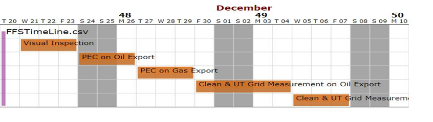 December
48 49 50
T 20 W 21 T 22 F 23 S 24 S 25 M 26 T 27 W 28 T 29 F 30 S 01 S 02 M 03 T 04 W 05 T 06 F 07 S 08 S 09 M 10
FFSTimeLine.csv
Visual Inspection
PEC on Oil Export
PEC on Gas Export
Clean & UT Grid Measurement on Oil Export
Clean & UT Grid Measureme